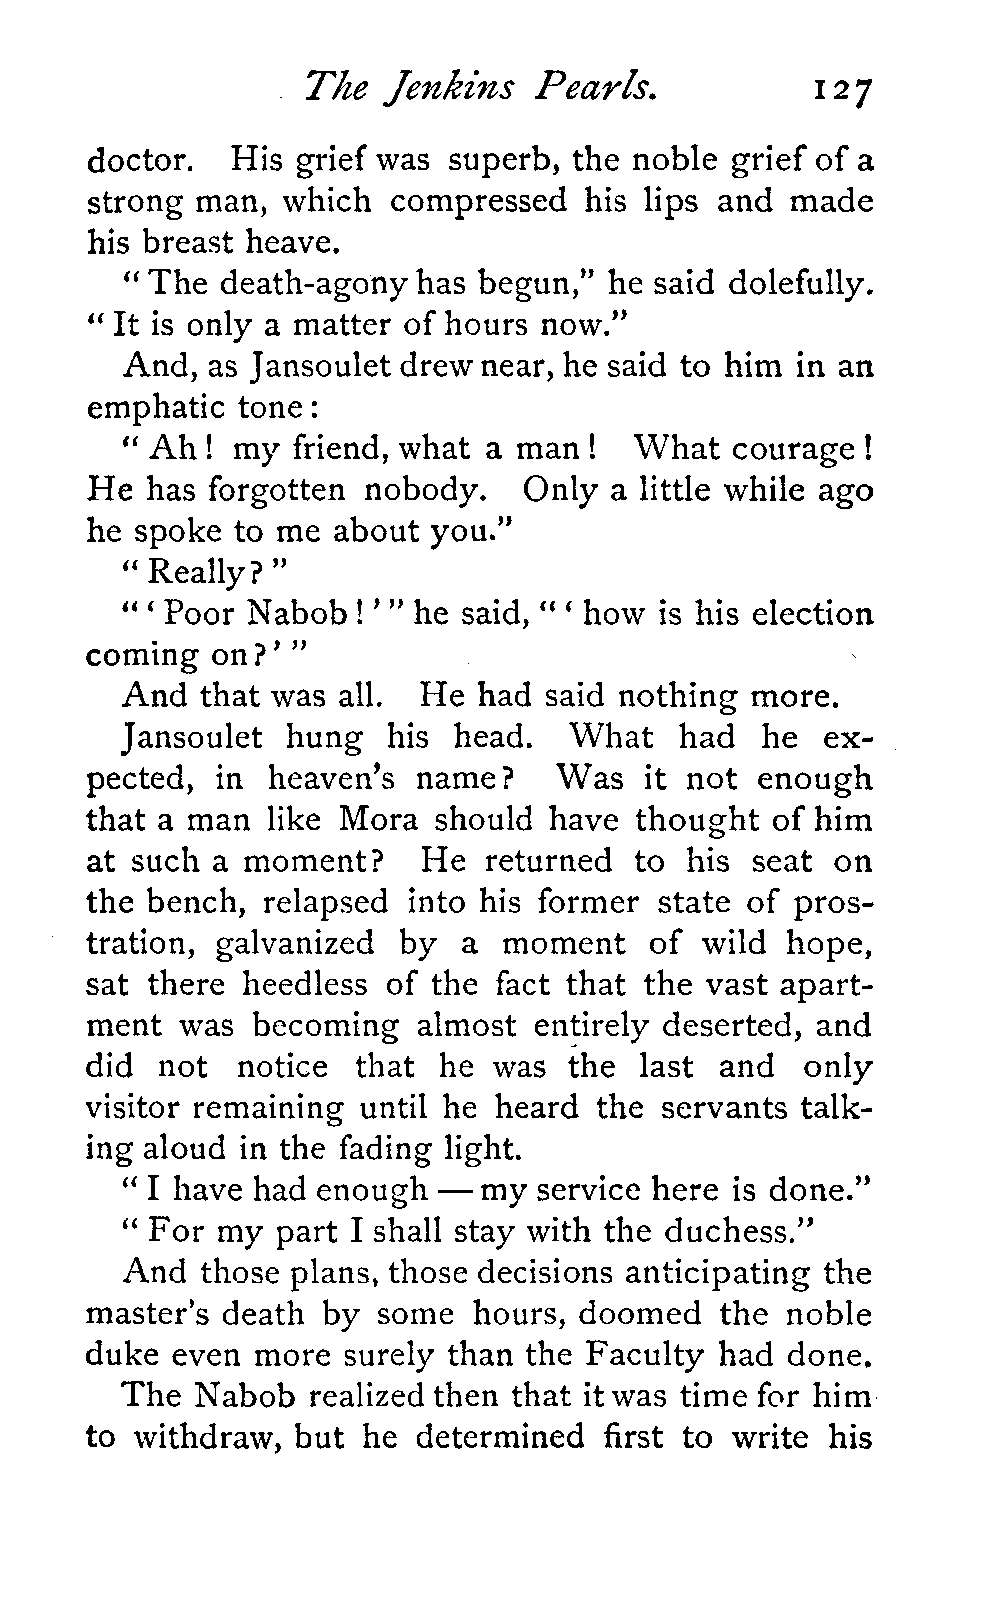 The Jenkins Pearls. 127
doctor. His grief was superb, the noble grief of a
strong man, which compressed his lips and made
his breast heave.
" The death-agony has begun," he said dolefully.
" It is only a matter of hours now."
And, as Jansoulet drew near, he said to him in an
emphatic tone :
" Ah ! my friend, what a man ! What courage !
He has forgotten nobody. Only a little while ago
he spoke to me about you."
" Really? "
" ' Poor Nabob ! ' " he said, " ' how is his election
coming on ? ' "
And that was all. He had said nothing more.
Jansoulet hung his head. What had he ex-
pected, in heaven's name? Was it not enough
that a man like Mora should have thought of him
at such a moment? He returned to his seat on
the bench, relapsed into his former state of pros-
tration, galvanized by a moment of wild hope,
sat there heedless of the fact that the vast apart-
ment was becoming almost entirely deserted, and
did not notice that he was the last and only
visitor remaining until he heard the servants talk-
ing aloud in the fading light.
" I have had enough — my service here is done."
" For my part I shall stay with the duchess."
And those plans, those decisions anticipating the
master's death by some hours, doomed the noble
duke even more surely than the Faculty had done.
The Nabob realized then that it was time for him
to withdraw, but he determined first to write his